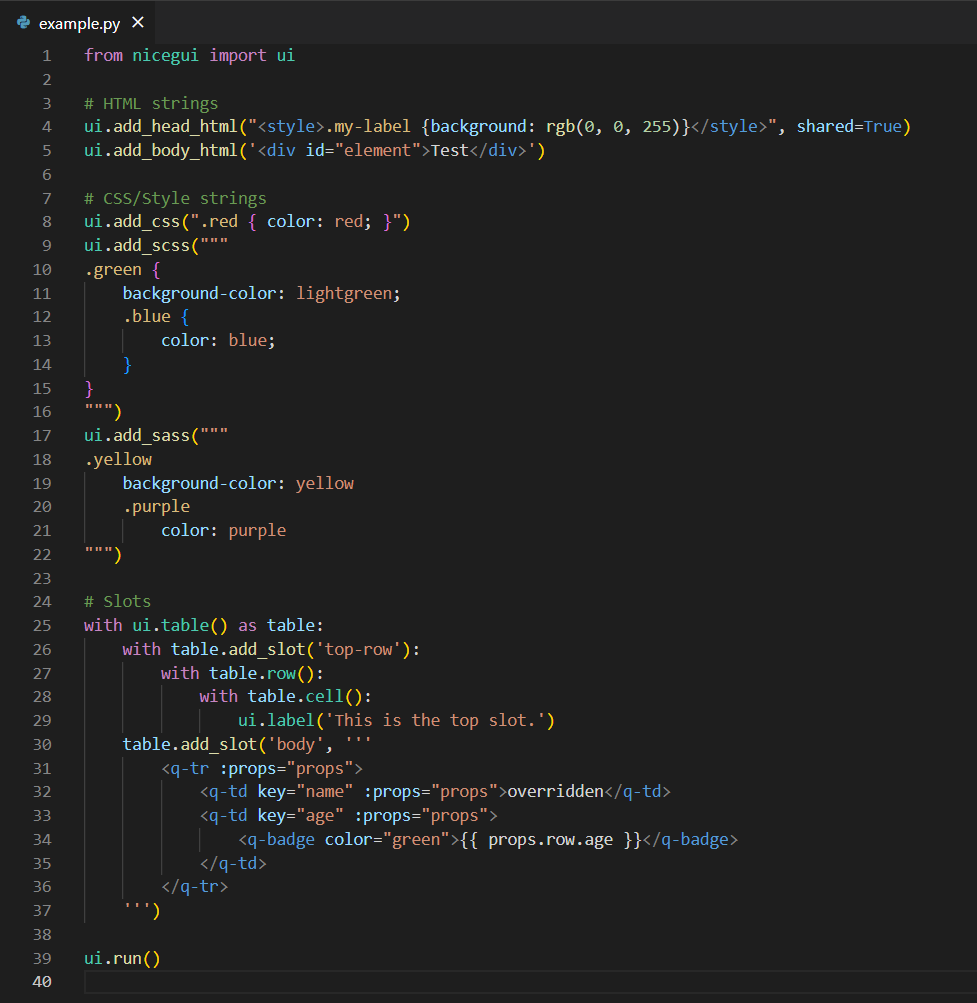 example.py
1 from nicegui import ui
2
3 # HTML strings
4 ui.add_head_html("<style>.my-label {background: rgb(0, 0, 255)}</style>", shared=True)
5 ui.add_body_html('<div id="element">Test</div>')
6
7 # CSS/Style strings
8 ui.add_css(".red { color: red; }")
9 ui.add_scss("""
10 .green {
11     background-color: lightgreen;
12     .blue {
13         color: blue;
14     }
15 }
16 """)
17 ui.add_sass("""
18 .yellow
19     background-color: yellow
20     .purple
21         color: purple
22 """)
23
24 # Slots
25 with ui.table() as table:
26     with table.add_slot('top-row'):
27         with table.row():
28             with table.cell():
29                 ui.label('This is the top slot.')
30     table.add_slot('body', '''
31         <q-tr :props="props">
32             <q-td key="name" :props="props">overridden</q-td>
33             <q-td key="age" :props="props">
34                 <q-badge color="green">{{ props.row.age }}</q-badge>
35             </q-td>
36         </q-tr>
37     ''')
38
39 ui.run()
40